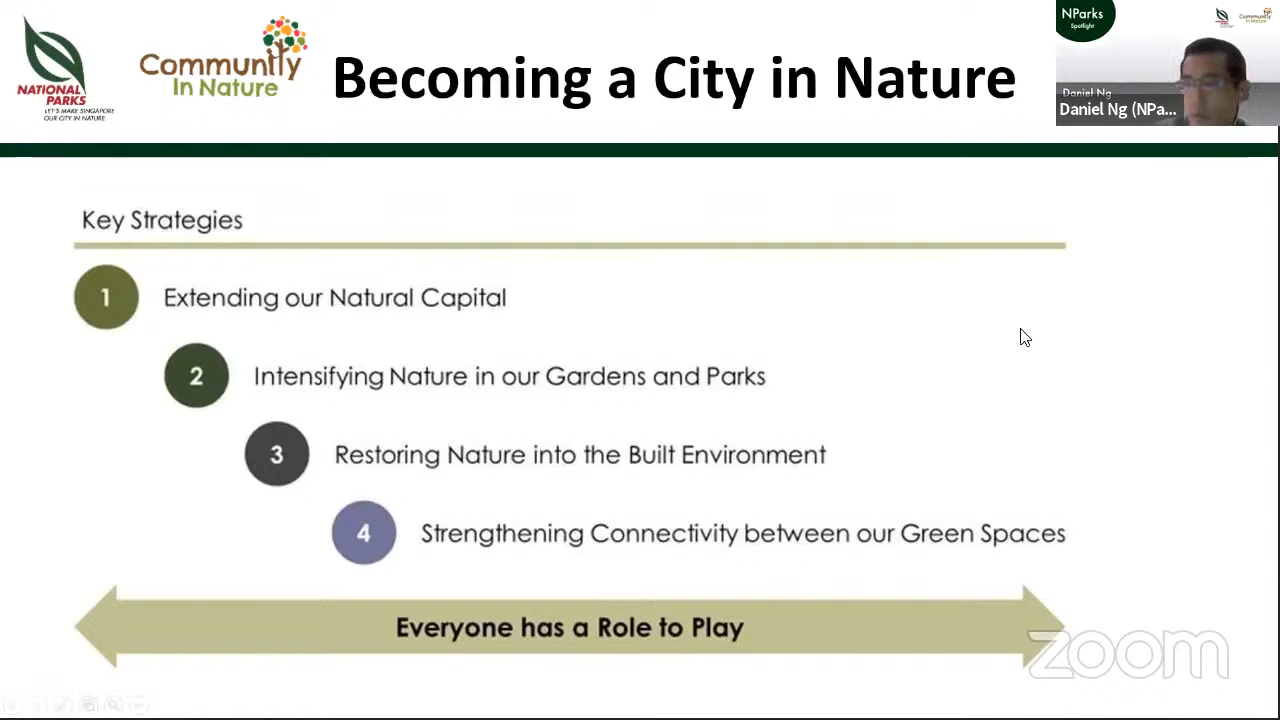 NATIONAL
PARKS
LET'S MAKE SINGAPORE
OUR CITY IN NATURE
Community
In Nature
Becoming a City in Nature
NParks
Spotlight
Daniel Ng
Daniel Ng (NPa...
Key Strategies
1 Extending our Natural Capital
2 Intensifying Nature in our Gardens and Parks
3 Restoring Nature into the Built Environment
4 Strengthening Connectivity between our Green Spaces
Everyone has a Role to Play
zoom